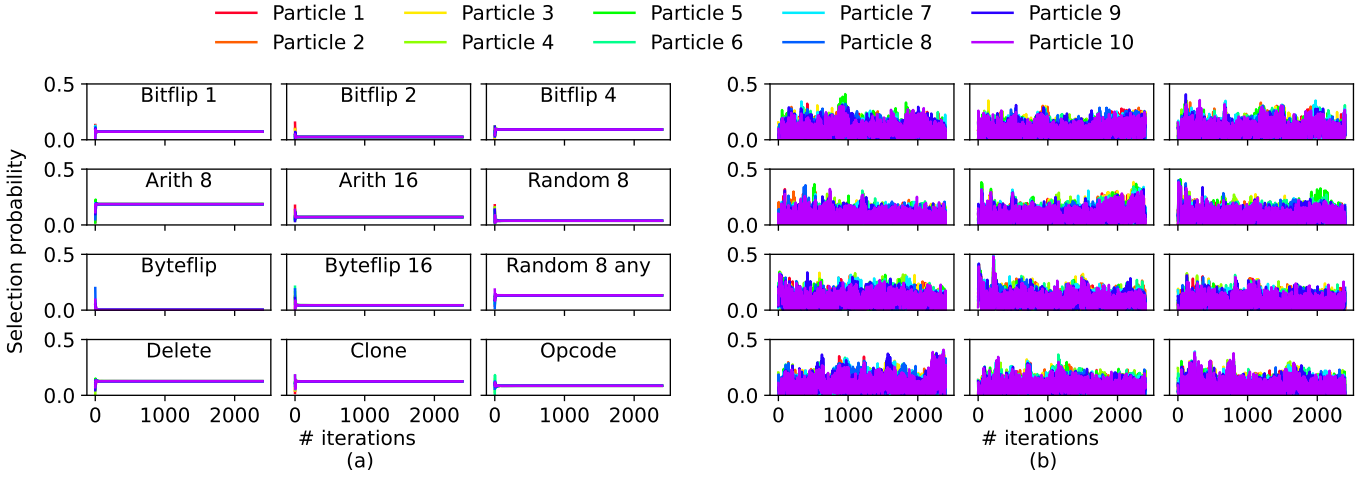 Particle 1 Particle 3 Particle 5 Particle 7 Particle 9
Particle 2 Particle 4 Particle 6 Particle 8 Particle 10
Selection probability
0.5 Bitflip 1 Bitflip 2 Bitflip 4 0.5
0.0 0.0
0.5 Arith 8 Arith 16 Random 8 0.5
0.0 0.0
0.5 Byteflip Byteflip 16 Random 8 any 0.5
0.0 0.0
0.5 Delete Clone Opcode 0.5
0.0 0.0
0 1000 2000 0 1000 2000 0 1000 2000 0 1000 2000 0 1000 2000 0 1000 2000
# iterations # iterations
(a) (b)